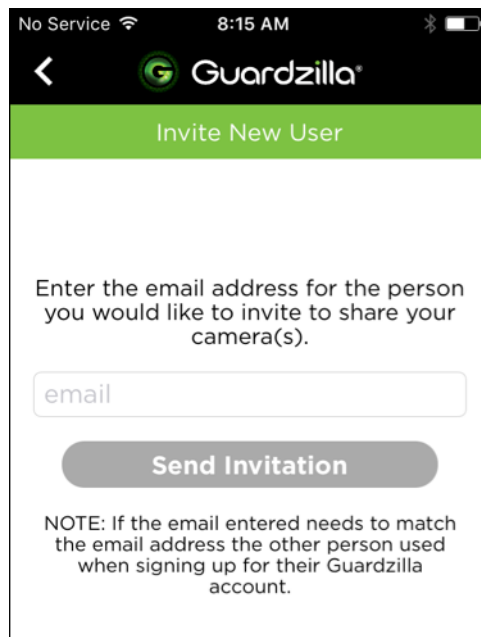 No Service 8:15 AM
G Guardzilla®
Invite New User
Enter the email address for the person
you would like to invite to share your
camera(s).
email
Send Invitation
NOTE: If the email entered needs to match
the email address the other person used
when signing up for their Guardzilla
account.